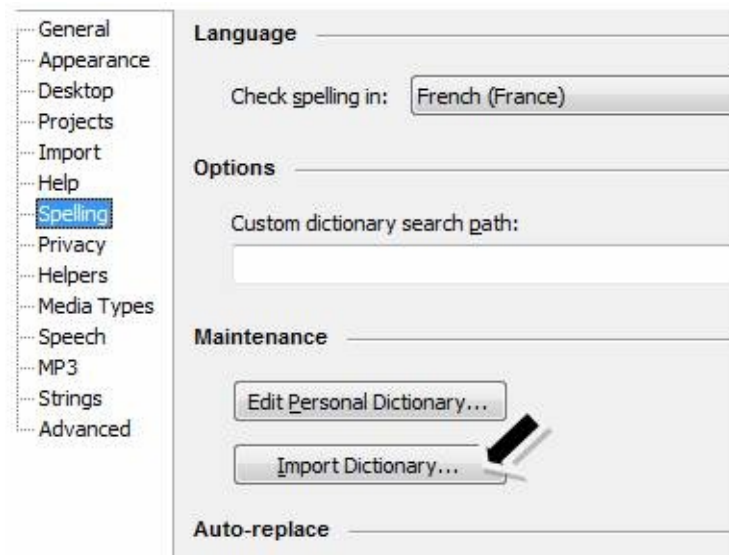 General
Appearance
Desktop
Projects
Import
Help
Spelling
Privacy
Helpers
Media Types
Speech
MP3
Strings
Advanced
Language
Check spelling in: French (France)
Options
Custom dictionary search path:
Maintenance
Edit Personal Dictionary...
Import Dictionary...
Auto-replace